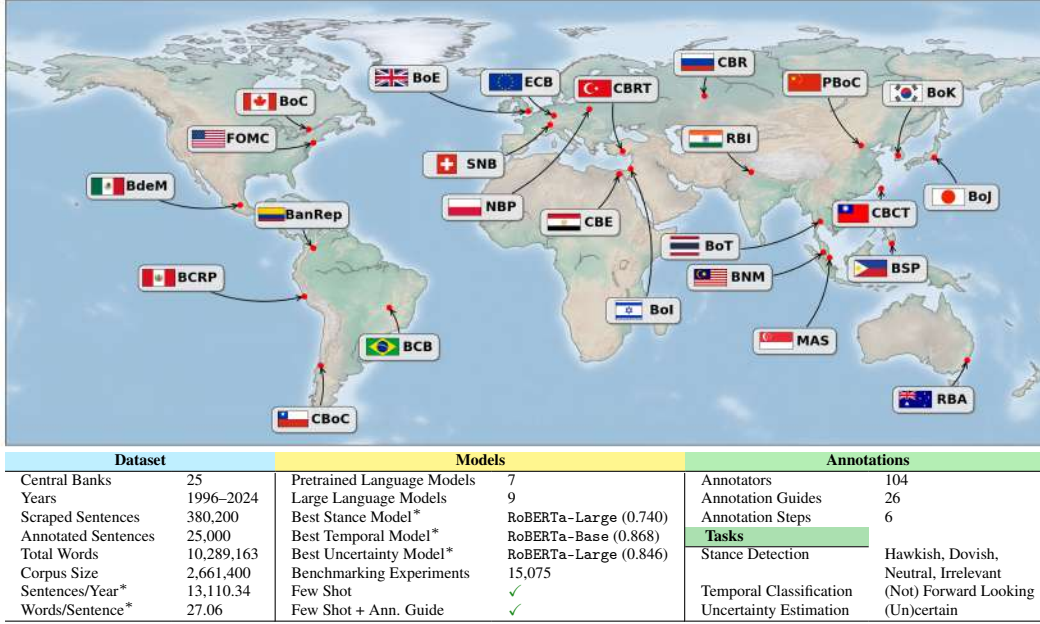 CBR
BoE
ECB
CBRT
PBoC
BoK
BoC
FOMC
RBI
SNB
BdeM
BoJ
BanRep
NBP
CBE
CBCT
BoT
BCRP
BNM
BSP
BoI
BCB
MAS
RBA
CBoC
Dataset
Central Banks 25
Years 1996–2024
Scraped Sentences 380,200
Annotated Sentences 25,000
Total Words 10,289,163
Corpus Size 2,661,400
Sentences/Year* 13,110.34
Words/Sentence* 27.06
Models
Pretrained Language Models 7
Large Language Models 9
Best Stance Model* RoBERTa-Large (0.740)
Best Temporal Model* RoBERTa-Base (0.868)
Best Uncertainty Model* RoBERTa-Large (0.846)
Benchmarking Experiments 15,075
Few Shot ✓
Few Shot + Ann. Guide ✓
Annotations
Annotators 104
Annotation Guides 26
Annotation Steps 6
Tasks
Stance Detection Hawkish, Dovish,
Neutral, Irrelevant
Temporal Classification (Not) Forward Looking
Uncertainty Estimation (Un)certain